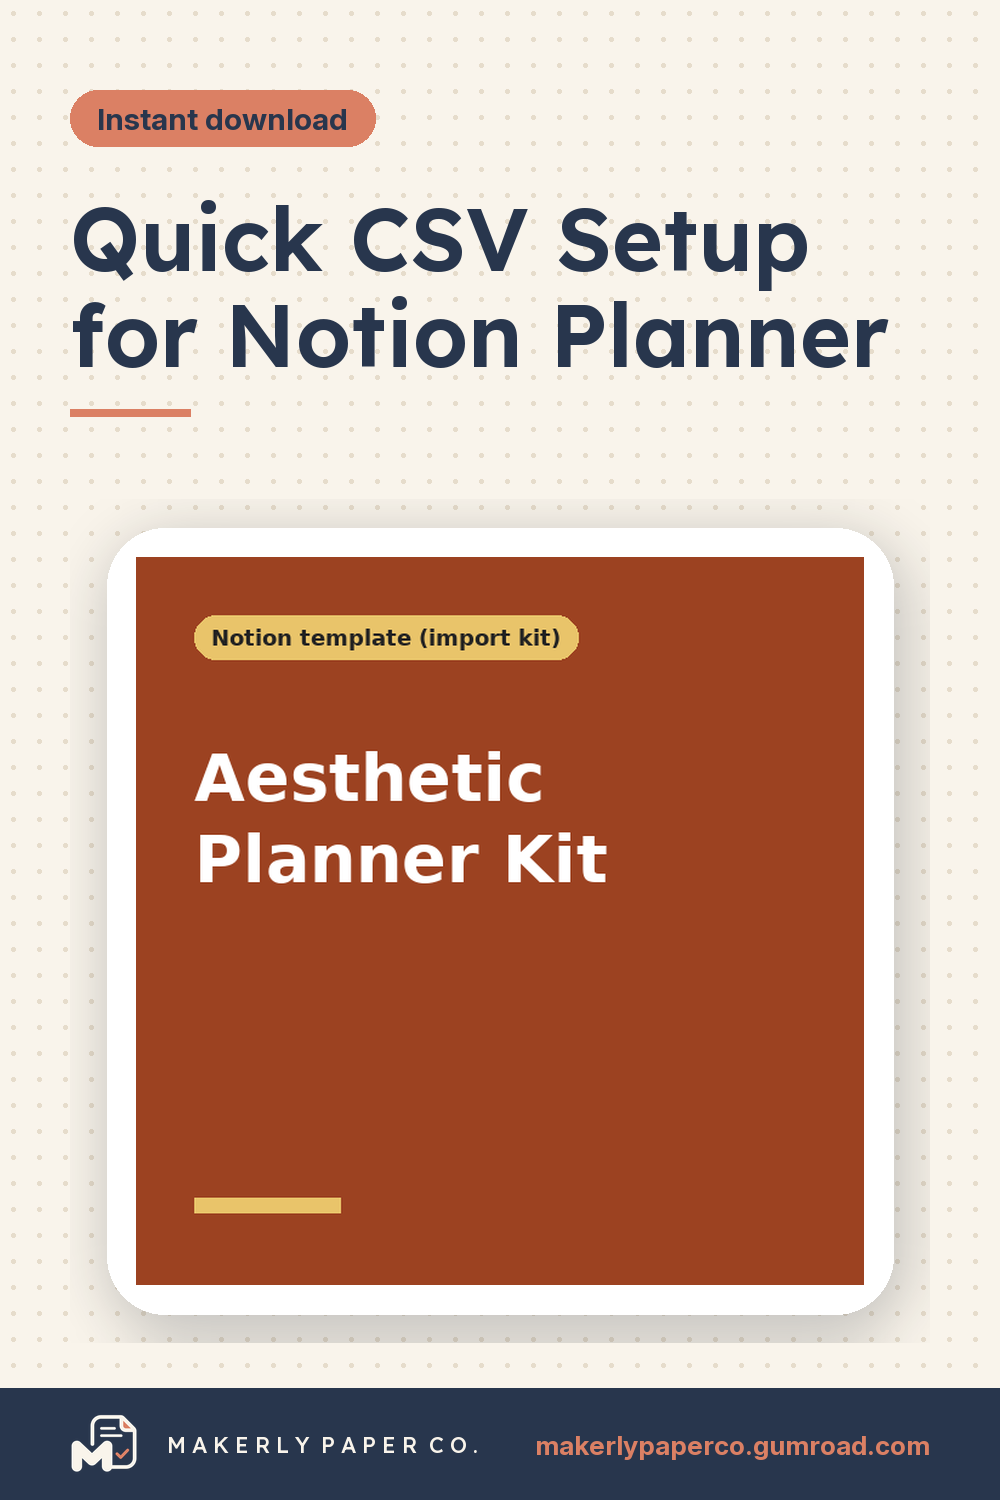 Instant download
Quick CSV Setup
for Notion Planner
Notion template (import kit)
Aesthetic
Planner Kit
MAKERLY PAPER CO.
makerlypaperco.gumroad.com